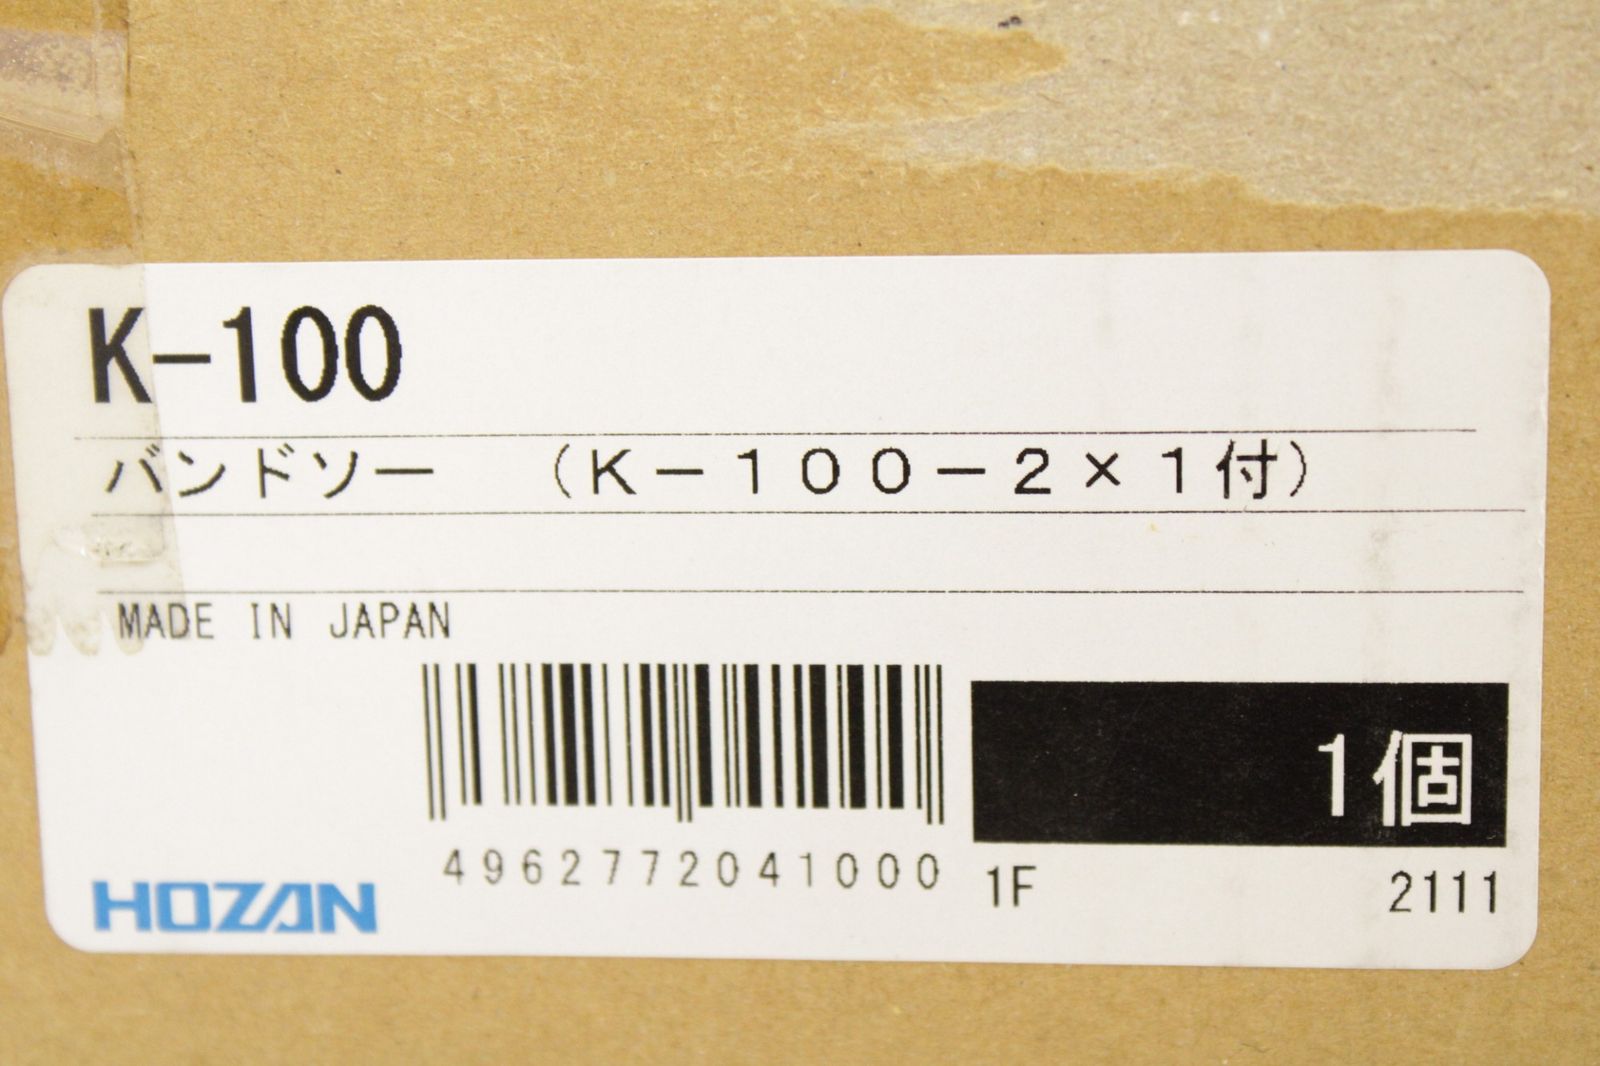 K-100
バンドソー　（Ｋ－１００－２×１付）
MADE IN JAPAN
1個
4962772041000
1F 2111
HOZAN